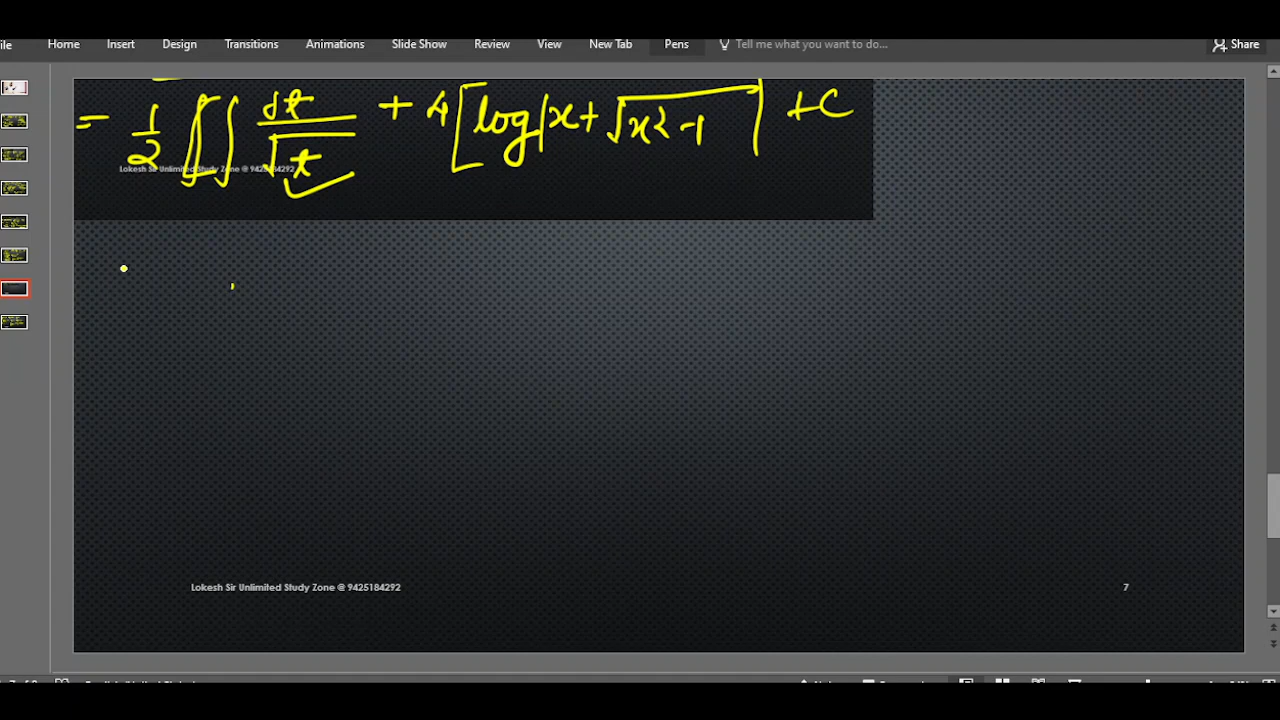 File Home Insert Design Transitions Animations Slide Show Review View New Tab Pens Tell me what you want to do... Share
= 1/2 ∫ dt/√t + 4[log|x+√x2-1| +C
Lokesh Sir Unlimited Study Zone @ 9425184292
Lokesh Sir Unlimited Study Zone @ 9425184292 7